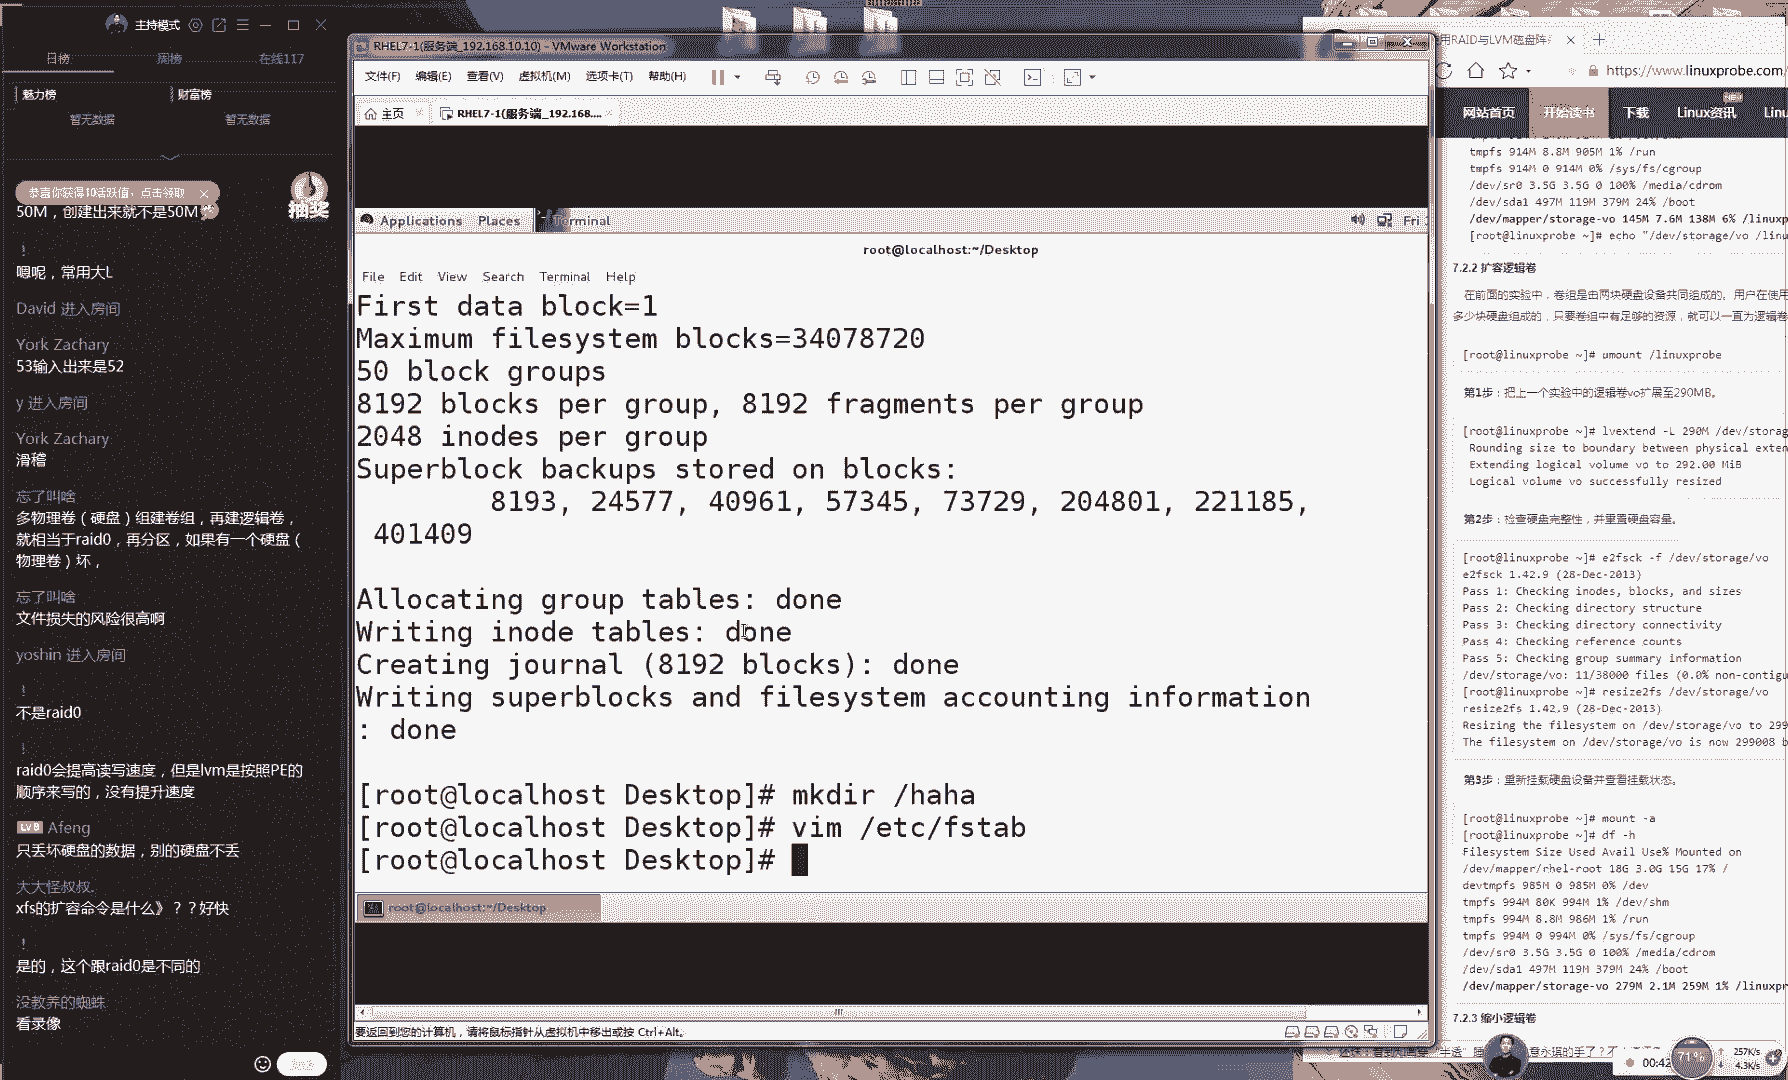 主持模式
日榜
周榜
在线117
魅力榜
财富榜
暂无数据
暂无数据
恭喜你获得10活跃值，点击领取
抽奖
50M，创建出来就不是50M
!
嗯呢，常用大L
David 进入房间
York Zachary
53输入出来是52
y 进入房间
York Zachary
滑稽
忘了叫啥
多物理卷（硬盘）组建卷组，再建逻辑卷，
就相当于raid0，再分区，如果有一个硬盘（
物理卷）坏，
忘了叫啥
文件损失的风险很高啊
yoshin 进入房间
!
不是raid0
!
raid0会提高读写速度，但是lvm是按照PE的
顺序来写的，没有提升速度
LV 0 Afeng
只丢坏硬盘的数据，别的硬盘不丢
大大怪叔叔.
xfs的扩容命令是什么》？？好快
!
是的，这个跟raid0是不同的
没教养的蜘蛛
看录像
RHEL7-1(服务端_192.168.10.10) - VMware Workstation
文件(F) 编辑(E) 查看(V) 虚拟机(M) 选项卡(T) 帮助(H)
主页
RHEL7-1(服务端_192.168....
Applications Places Terminal
Fri
root@localhost:~/Desktop
File Edit View Search Terminal Help
First data block=1
Maximum filesystem blocks=34078720
50 block groups
8192 blocks per group, 8192 fragments per group
2048 inodes per group
Superblock backups stored on blocks:
8193, 24577, 40961, 57345, 73729, 204801, 221185,
401409
Allocating group tables: done
Writing inode tables: done
Creating journal (8192 blocks): done
Writing superblocks and filesystem accounting information
: done
[root@localhost Desktop]# mkdir /haha
[root@localhost Desktop]# vim /etc/fstab
[root@localhost Desktop]#
root@localhost:~/Desktop
要返回到您的计算机，请将鼠标指针从虚拟机中移出或按 Ctrl+Alt。
用RAID与LVM磁盘阵
https://www.linuxprobe.com/
网站首页
开始读书
下载
Linux资讯
Linu
tmpfs 914M 8.8M 905M 1% /run
tmpfs 914M 0 914M 0% /sys/fs/cgroup
/dev/sr0 3.5G 3.5G 0 100% /media/cdrom
/dev/sda1 497M 119M 379M 24% /boot
/dev/mapper/storage-vo 145M 7.6M 138M 6% /linuxp
[root@linuxprobe ~]# echo "/dev/storage/vo /linu
7.2.2 扩容逻辑卷
在前面的实验中，卷组是由两块硬盘设备共同组成的。用户在使用
多少块硬盘组成的，只要卷组中有足够的资源，就可以一直为逻辑卷
[root@linuxprobe ~]# umount /linuxprobe
第1步：把上一个实验中的逻辑卷vo扩展至290MB。
[root@linuxprobe ~]# lvextend -L 290M /dev/storag
Rounding size to boundary between physical exten
Extending logical volume vo to 292.00 MiB
Logical volume vo successfully resized
第2步：检查硬盘完整性，并重置硬盘容量。
[root@linuxprobe ~]# e2fsck -f /dev/storage/vo
e2fsck 1.42.9 (28-Dec-2013)
Pass 1: Checking inodes, blocks, and sizes
Pass 2: Checking directory structure
Pass 3: Checking directory connectivity
Pass 4: Checking reference counts
Pass 5: Checking group summary information
/dev/storage/vo: 11/38000 files (0.0% non-contigu
[root@linuxprobe ~]# resize2fs /dev/storage/vo
resize2fs 1.42.9 (28-Dec-2013)
Resizing the filesystem on /dev/storage/vo to 299
The filesystem on /dev/storage/vo is now 299008 b
第3步：重新挂载硬盘设备并查看挂载状态。
[root@linuxprobe ~]# mount -a
[root@linuxprobe ~]# df -h
Filesystem Size Used Avail Use% Mounted on
/dev/mapper/rhel-root 18G 3.0G 15G 17% /
devtmpfs 985M 0 985M 0% /dev
tmpfs 994M 80K 994M 1% /dev/shm
tmpfs 994M 8.8M 986M 1% /run
tmpfs 994M 0 994M 0% /sys/fs/cgroup
/dev/sr0 3.5G 3.5G 0 100% /media/cdrom
/dev/sda1 497M 119M 379M 24% /boot
/dev/mapper/storage-vo 279M 2.1M 259M 1% /linuxpr
7.2.3 缩小逻辑卷
00:42
71%
257K/s
4.3K/s